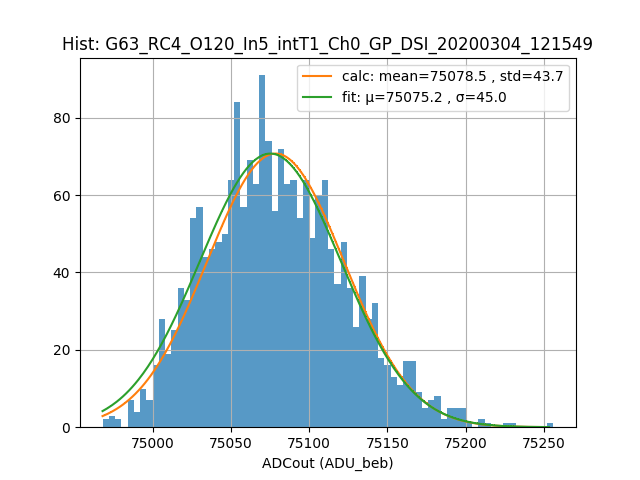 Hist: G63_RC4_O120_In5_intT1_Ch0_GP_DSI_20200304_121549
calc: mean=75078.5 , std=43.7
fit: μ=75075.2 , σ=45.0
80
60
40
20
0
75000 75050 75100 75150 75200 75250
ADCout (ADU_beb)